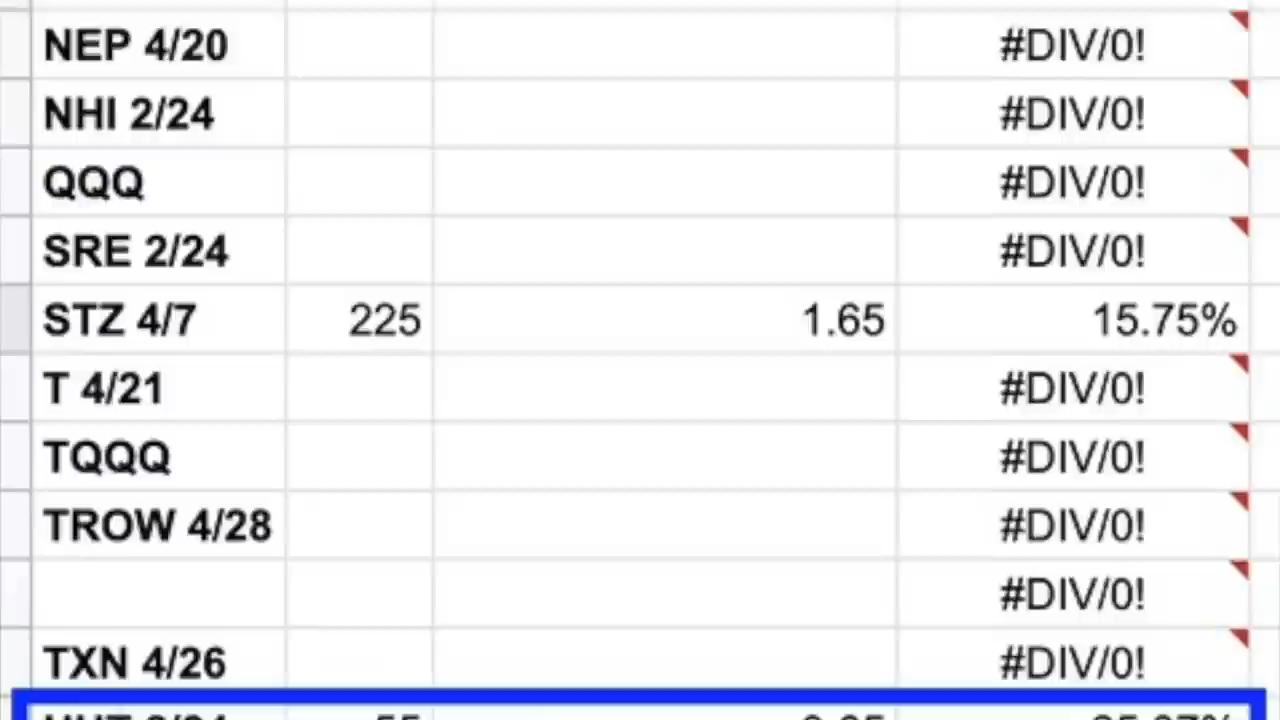 NEP 4/20 #DIV/0!
NHI 2/24 #DIV/0!
QQQ #DIV/0!
SRE 2/24 #DIV/0!
STZ 4/7 225 1.65 15.75%
T 4/21 #DIV/0!
TQQQ #DIV/0!
TROW 4/28 #DIV/0!
#DIV/0!
TXN 4/26 #DIV/0!